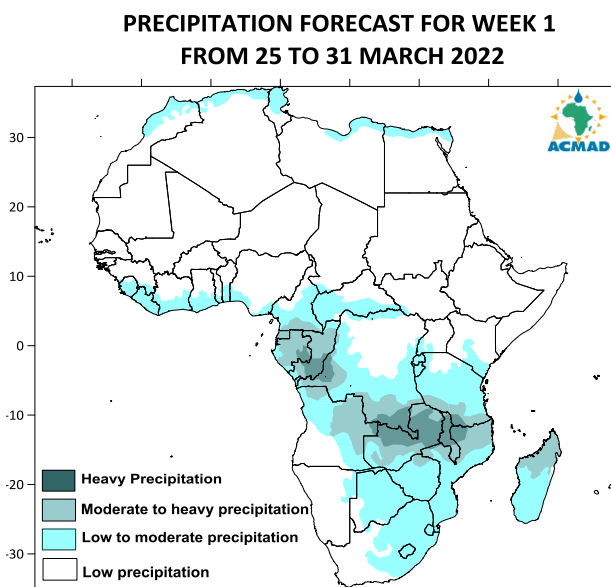 PRECIPITATION FORECAST FOR WEEK 1
FROM 25 TO 31 MARCH 2022
ACMAD
30
20
10
0
-10
-20
-30
Heavy Precipitation
Moderate to heavy precipitation
Low to moderate precipitation
Low precipitation